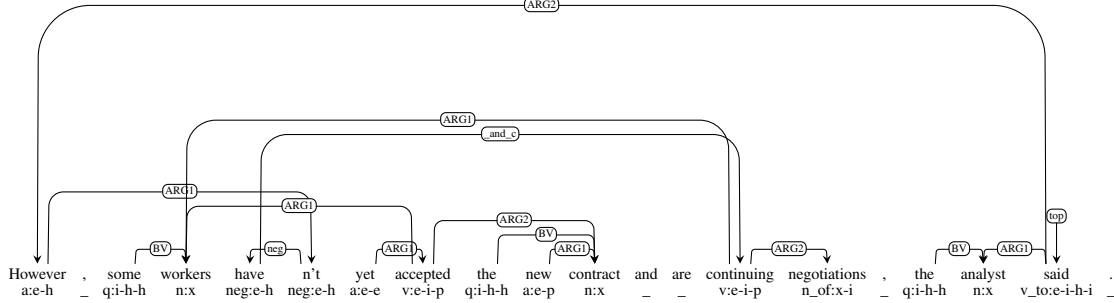 ARG2
ARG1
_and_c
ARG1
ARG1
ARG2 top
BV
BV neg ARG1 ARG1 ARG2 BV ARG1
However , some workers have n't yet accepted the new contract and are continuing negotiations , the analyst said .
a:e-h _ q:i-h-h n:x neg:e-h neg:e-h a:e-e v:e-i-p q:i-h-h a:e-p n:x _ _ v:e-i-p n_of:x-i _ q:i-h-h n:x v_to:e-i-h-i _